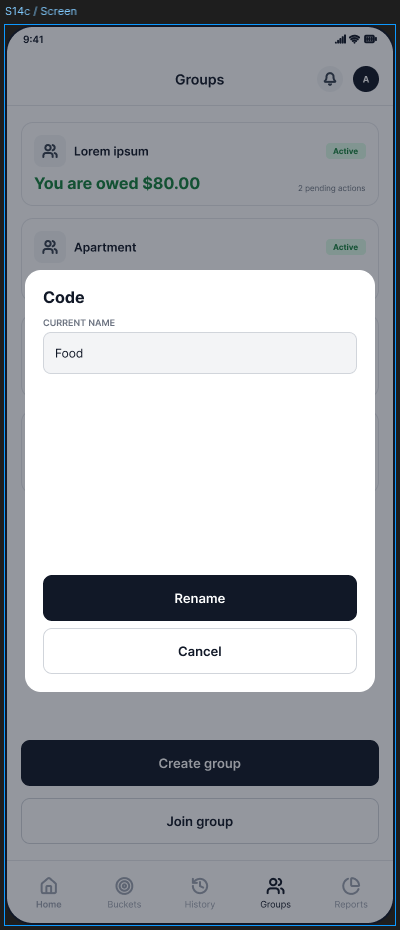 S14c / Screen
9:41
Groups
A
Lorem ipsum
Active
You are owed $80.00
2 pending actions
Apartment
Active
Code
CURRENT NAME
Food
Rename
Cancel
Create group
Join group
Home
Buckets
History
Groups
Reports